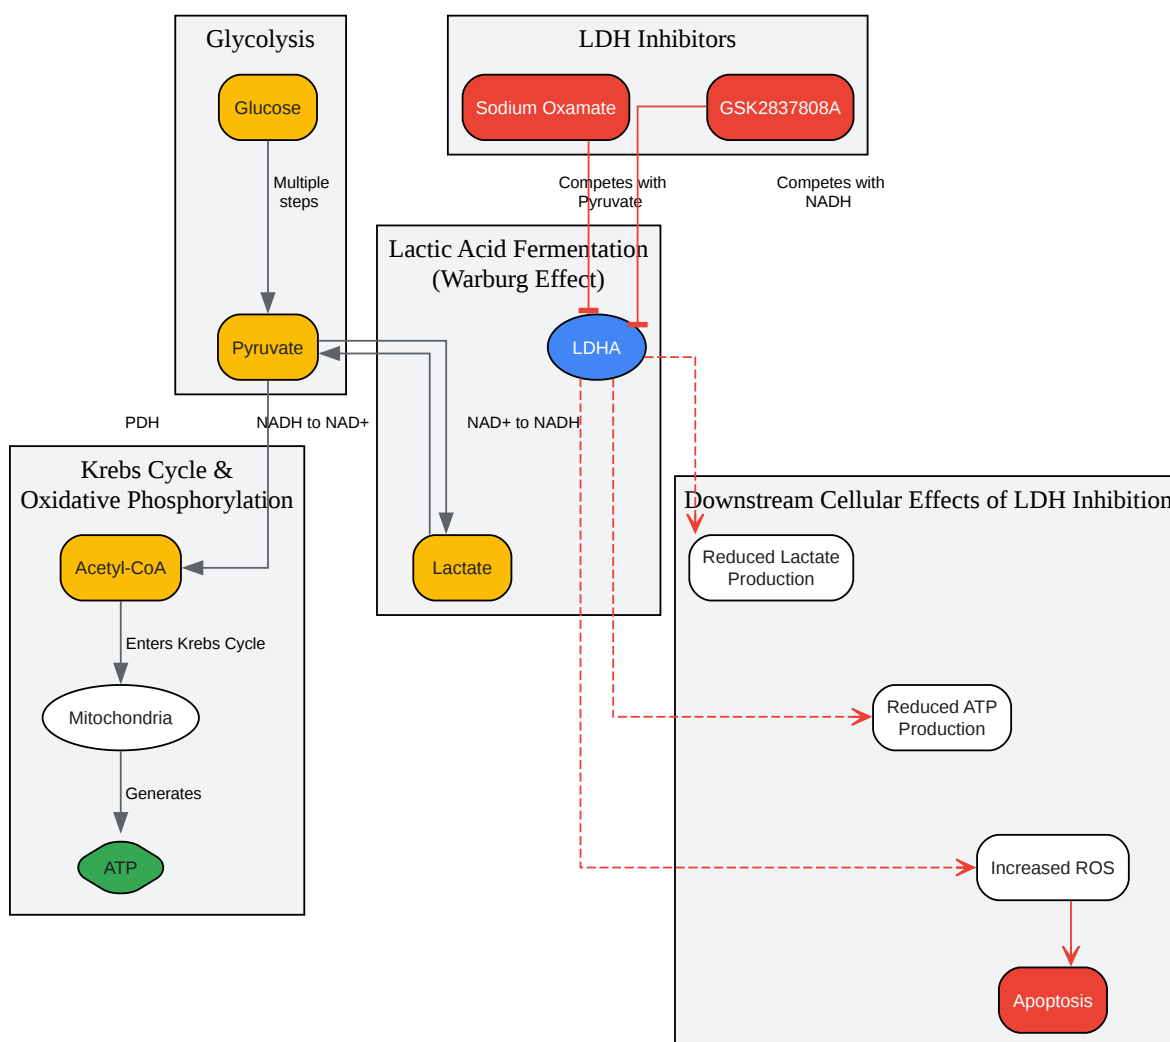 Glycolysis
LDH Inhibitors
Glucose
Sodium Oxamate
GSK2837808A
Multiple
steps
Competes with
Pyruvate
Competes with
NADH
Lactic Acid Fermentation
(Warburg Effect)
Pyruvate
LDHA
PDH
NADH to NAD+
NAD+ to NADH
Krebs Cycle &
Oxidative Phosphorylation
Downstream Cellular Effects of LDH Inhibition
Acetyl-CoA
Lactate
Reduced Lactate
Production
Enters Krebs Cycle
Mitochondria
Reduced ATP
Production
Generates
ATP
Increased ROS
Apoptosis